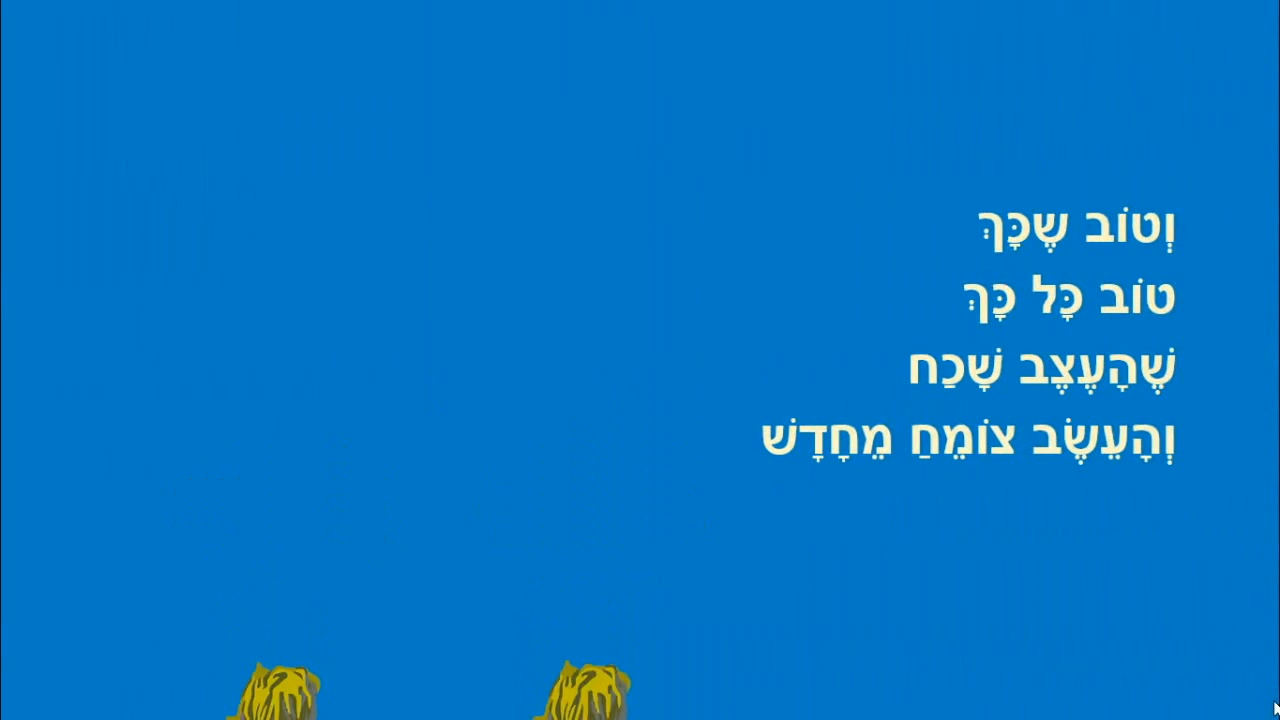 וְטוֹב שֶכָּךְ
טוֹב כָּל כָּךְ
שֶׁהָעֶצֶב שָׁכַח
וְהָעֵשֶׂב צוֹמֵחַ מֵחָדָשׁ